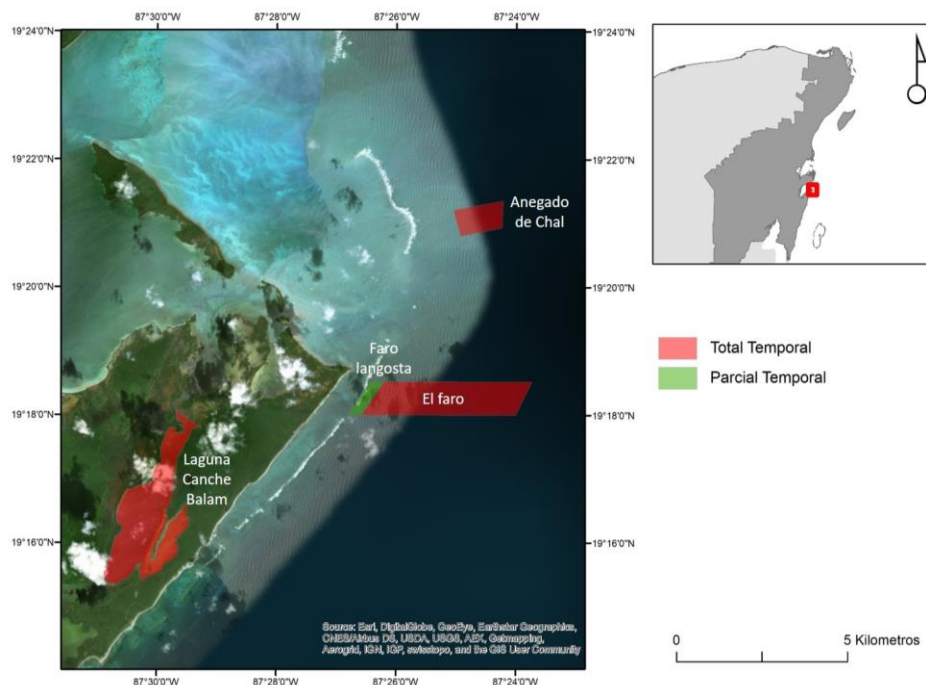 87°30'0"W
87°28'0"W
87°26'0"W
87°24'0"W
19°24'0"N
19°24'0"N
19°22'0"N
19°22'0"N
Anegado
de Chal
3
19°20'0"N
19°20'0"N
Faro
langosta
Total Temporal
Parcial Temporal
El faro
19°18'0"N
19°18'0"N
Laguna
Canche
Balam
19°16'0"N
19°16'0"N
Source: Esri, DigitalGlobe, GeoEye, Earthstar Geographics,
CNES/Airbus DS, USDA, USGS, AEX, Getmapping,
Aerogrid, IGN, IGP, swisstopo, and the GIS User Community
0
5 Kilometros
87°30'0"W
87°28'0"W
87°26'0"W
87°24'0"W